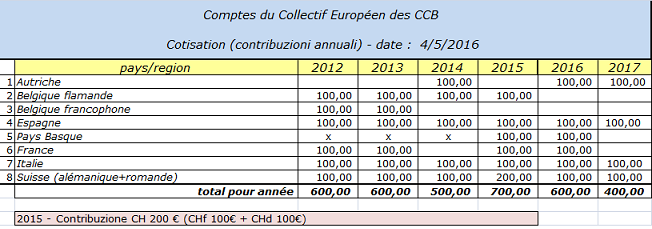 Comptes du Collectif Européen des CCB
Cotisation (contribuzioni annuali) - date : 4/5/2016
pays/region 2012 2013 2014 2015 2016 2017
1 Autriche 100,00 100,00 100,00
2 Belgique flamande 100,00 100,00 100,00 100,00
3 Belgique francophone 100,00 100,00
4 Espagne 100,00 100,00 100,00 100,00 100,00 100,00
5 Pays Basque x x x 100,00 100,00
6 France 100,00 100,00 100,00 100,00
7 Italie 100,00 100,00 100,00 100,00 100,00 100,00
8 Suisse (alémanique+romande) 100,00 100,00 100,00 200,00 100,00 100,00
total pour année 600,00 600,00 500,00 700,00 600,00 400,00
2015 - Contribuzione CH 200 € (CHf 100€ + CHd 100€)